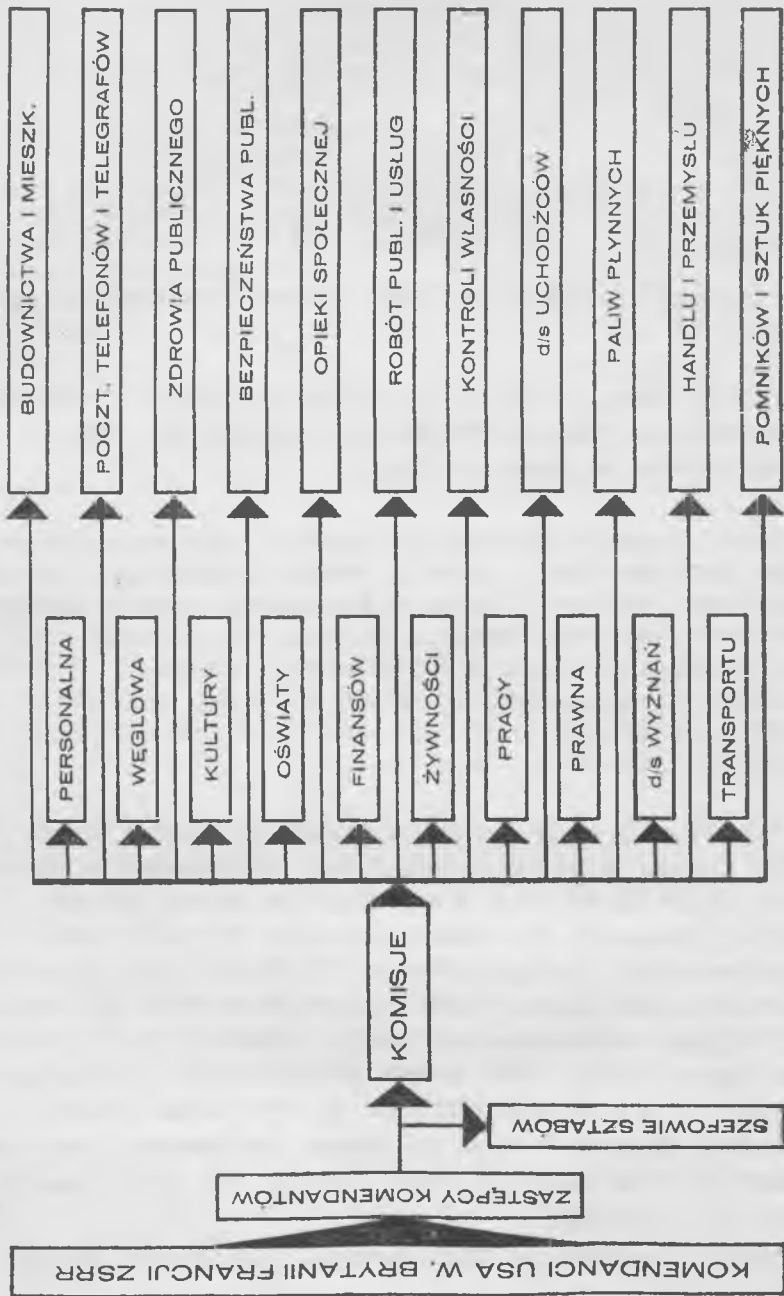 KOMENDANCI USA W. BRYTANII FRANCJI ZSRR
ZASTĘPCY KOMENDANTÓW
SZEFOWIE SZTABÓW
KOMISJE
PERSONALNA
WĘGLOWA
KULTURY
OŚWIATY
FINANSÓW
ŻYWNOŚCI
PRACY
PRAWNA
d/s WYZNAŃ
TRANSPORTU
BUDOWNICTWA I MIESZK.
POCZT, TELEFONÓW I TELEGRAFÓW
ZDROWIA PUBLICZNEGO
BEZPIECZEŃSTWA PUBL.
OPIEKI SPOŁECZNEJ
ROBÓT PUBL. I USŁUG
KONTROLI WŁASNOŚCI
d/s UCHODŹCÓW
PALIW PŁYNNYCH
HANDLU I PRZEMYSŁU
POMNIKÓW I SZTUK PIĘKNYCH